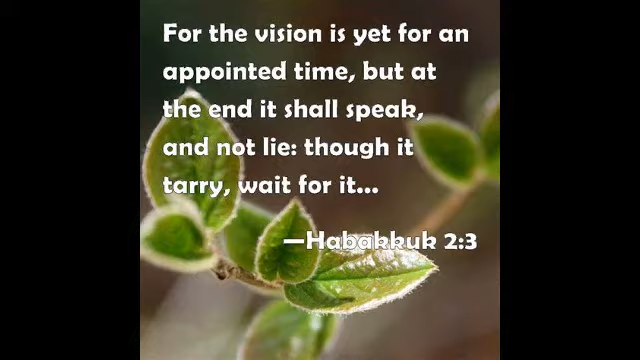 For the vision is yet for an
appointed time, but at
the end it shall speak,
and not lie: though it
tarry, wait for it...
—Habakkuk 2:3